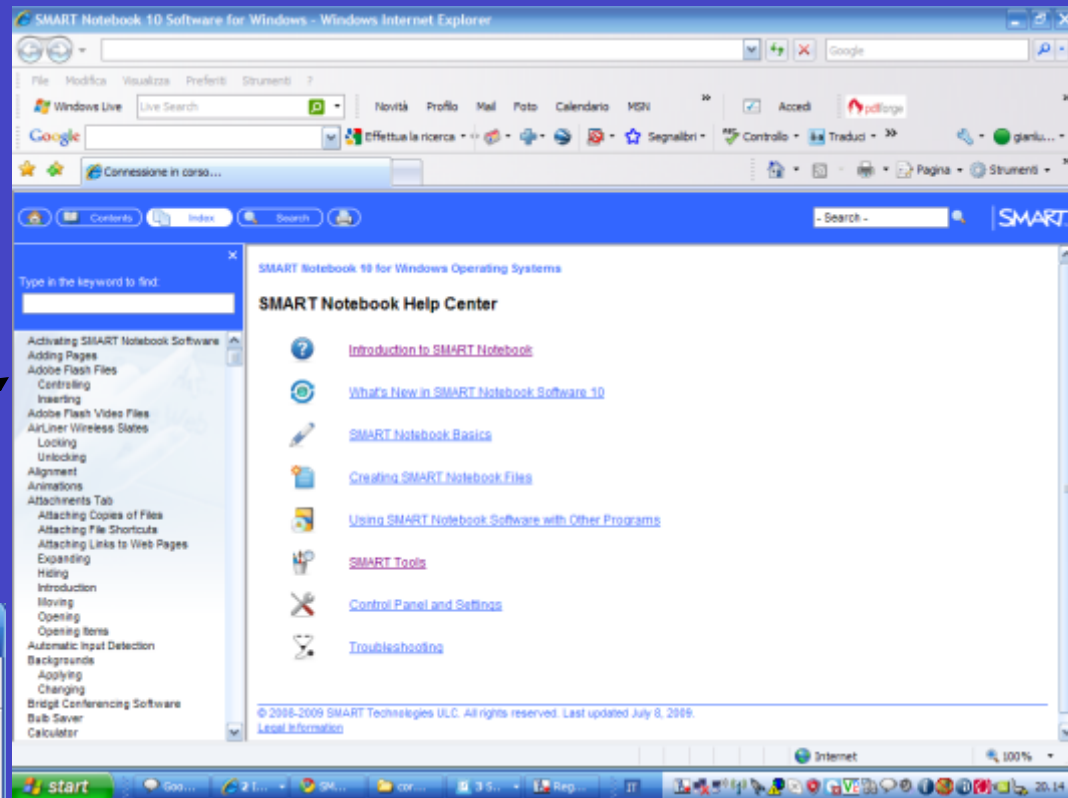 SMART Notebook 10 Software for Windows - Windows Internet Explorer
Google
File Modifica Visualizza Preferiti Strumenti ?
Windows Live Live Search Novità Profilo Mail Foto Calendario MSN » Accedi pdfforge »
Google Effettua la ricerca Segnalibri Controllo Traduci » gianlu...
Connessione in corso... Pagina Strumenti »
Contents Index Search - Search - SMART
Type in the keyword to find:
SMART Notebook 10 for Windows Operating Systems
SMART Notebook Help Center
Introduction to SMART Notebook
What's New in SMART Notebook Software 10
SMART Notebook Basics
Creating SMART Notebook Files
Using SMART Notebook Software with Other Programs
SMART Tools
Control Panel and Settings
Troubleshooting
Activating SMART Notebook Software
Adding Pages
Adobe Flash Files
Controlling
Inserting
Adobe Flash Video Files
AirLiner Wireless Slates
Locking
Unlocking
Alignment
Animations
Attachments Tab
Attaching Copies of Files
Attaching File Shortcuts
Attaching Links to Web Pages
Expanding
Hiding
Introduction
Moving
Opening
Opening Items
Automatic Input Detection
Backgrounds
Applying
Changing
Bridgit Conferencing Software
Bulb Saver
Calculator
© 2008-2009 SMART Technologies ULC. All rights reserved. Last updated July 8, 2009.
Legal Information
Internet 100%
start Goo... 2 I... SM... cor... 3 S... Reg... IT 20.14